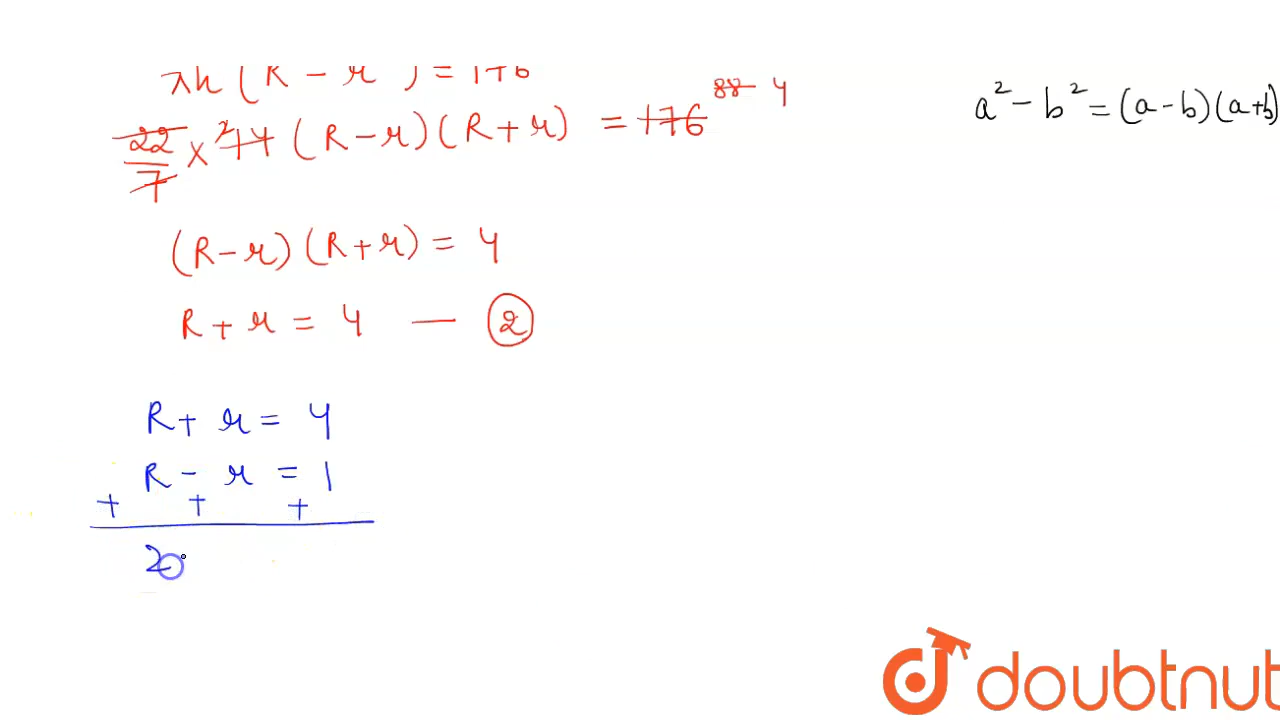 πh (R² - r²) = 176
22/7 × 14 2 (R - r) (R + r) = 176 88 4
a² - b² = (a - b) (a + b)
(R - r) (R + r) = 4
R + r = 4 — 2
R + r = 4
R - r = 1
+ + +
2
doubtnut